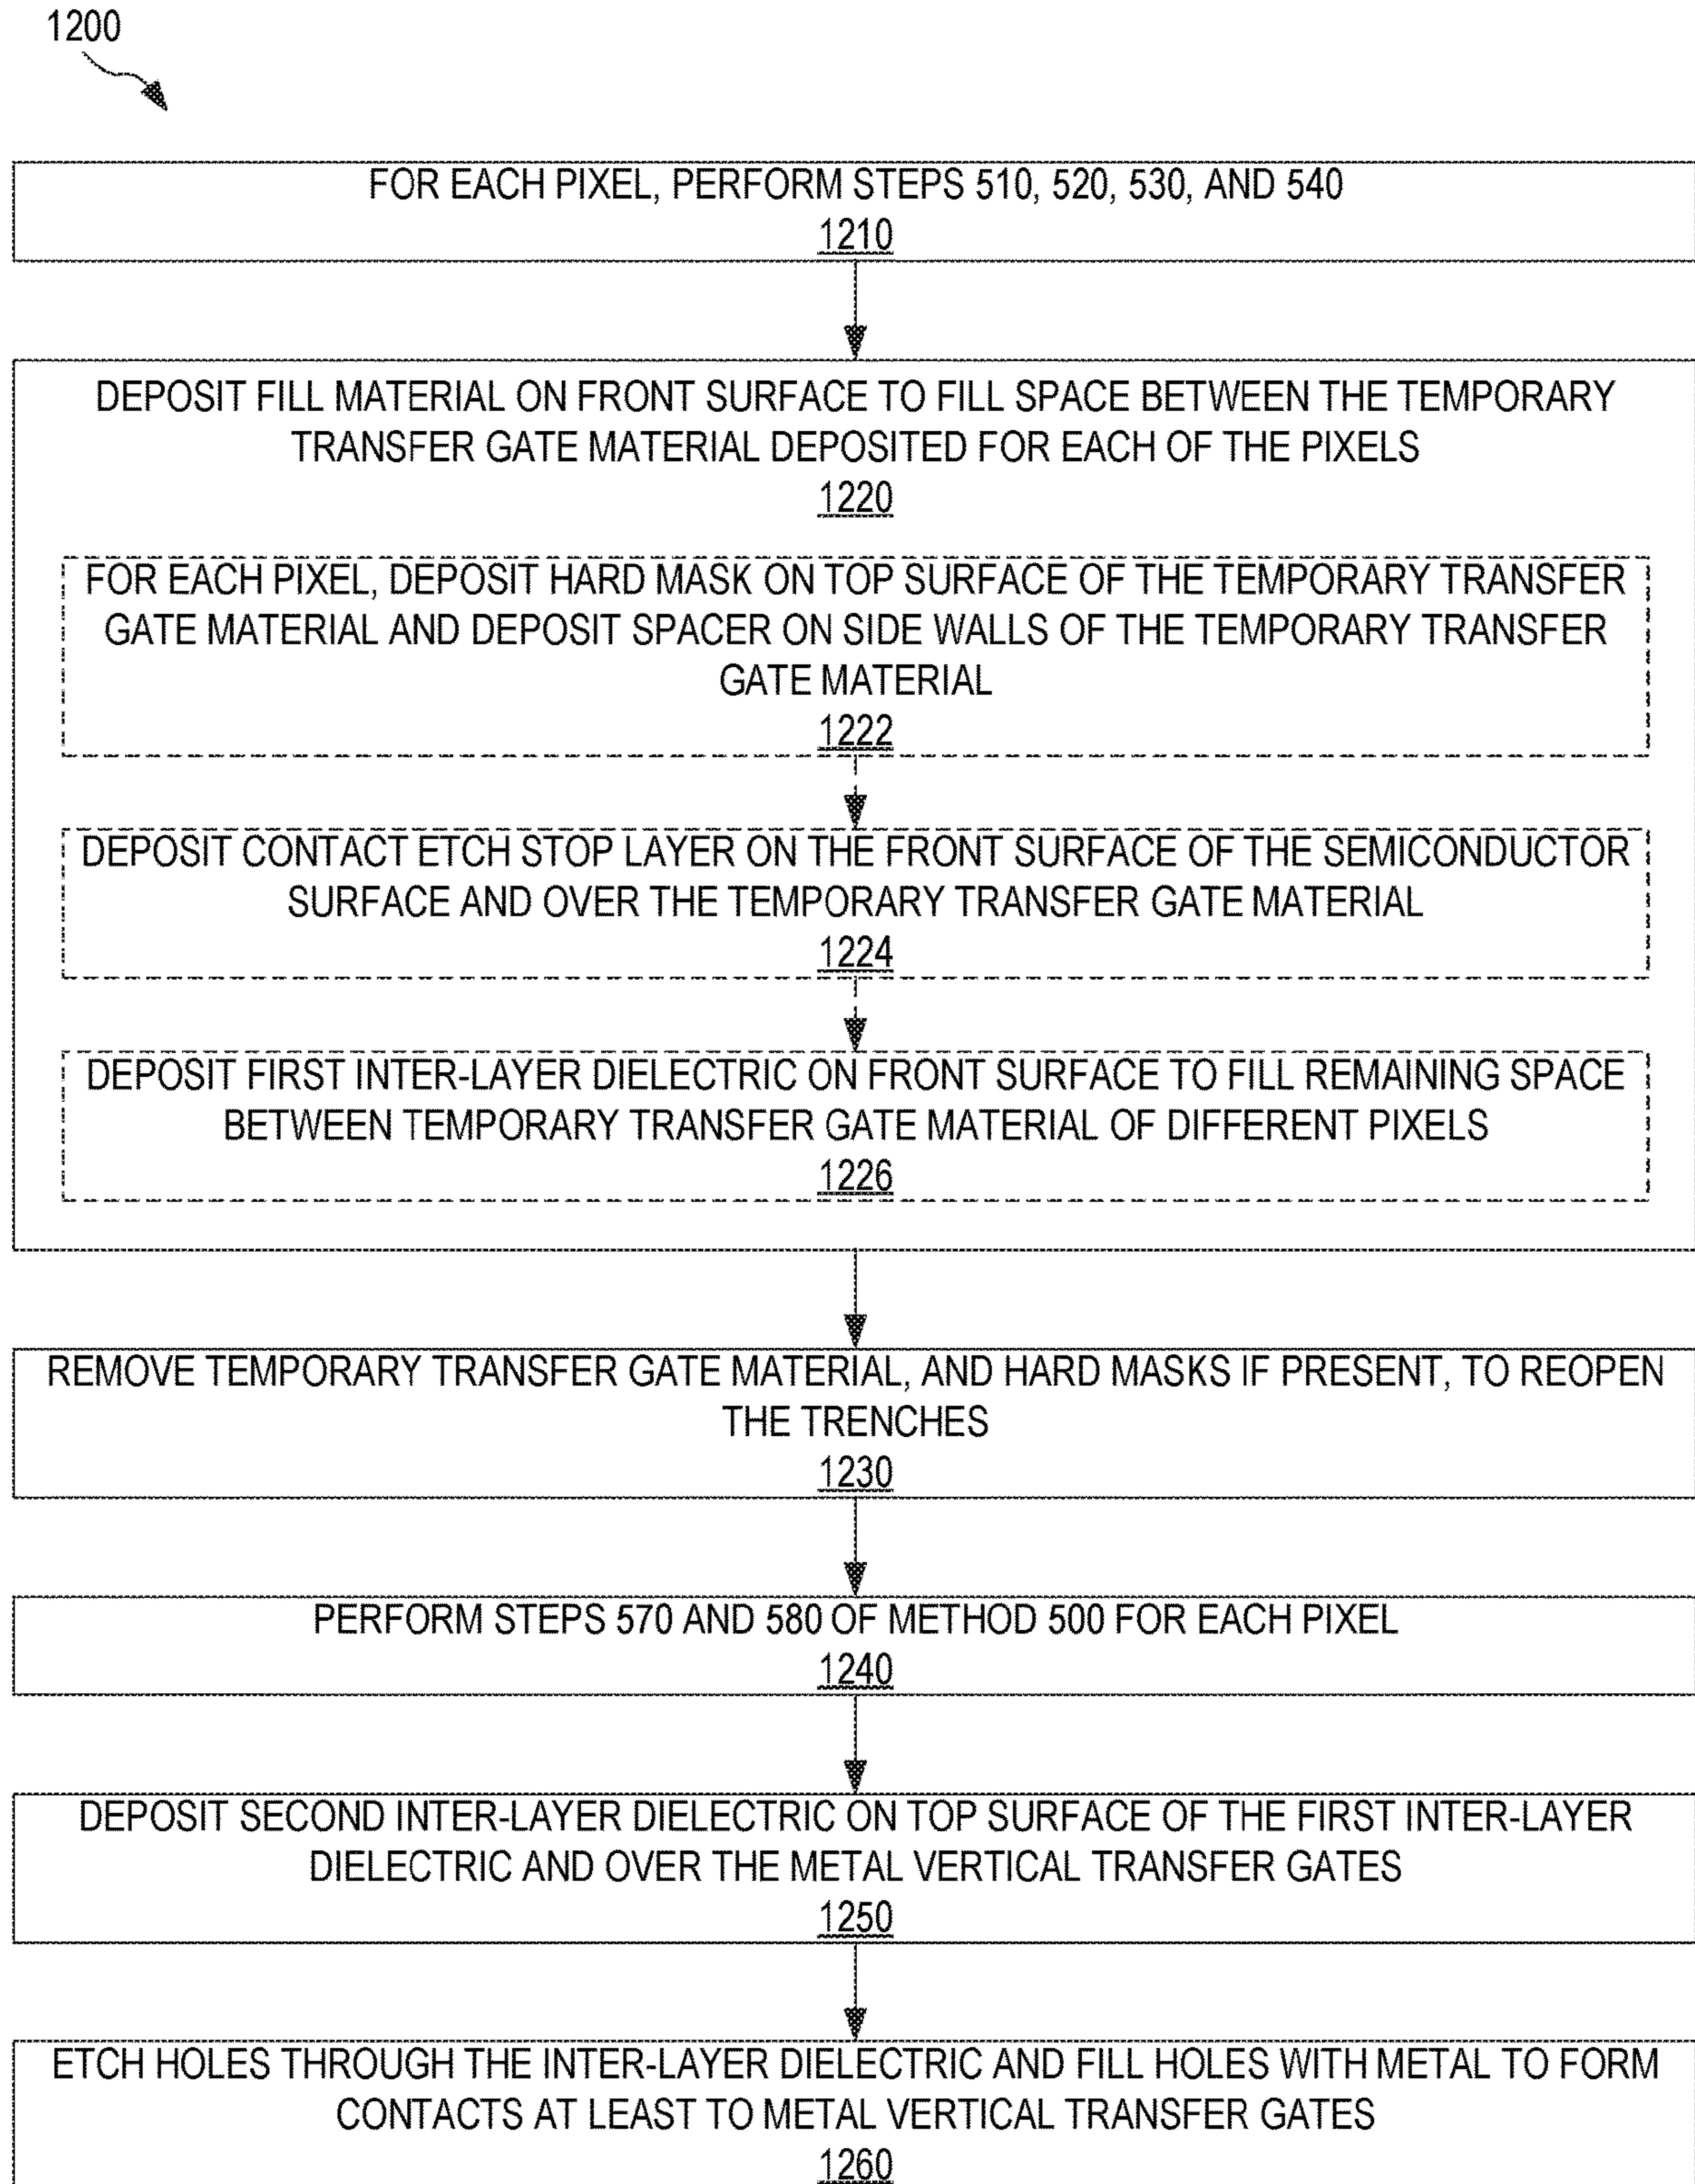 1200
FOR EACH PIXEL, PERFORM STEPS 510, 520, 530, AND 540
1210
DEPOSIT FILL MATERIAL ON FRONT SURFACE TO FILL SPACE BETWEEN THE TEMPORARY
TRANSFER GATE MATERIAL DEPOSITED FOR EACH OF THE PIXELS
1220
FOR EACH PIXEL, DEPOSIT HARD MASK ON TOP SURFACE OF THE TEMPORARY TRANSFER
GATE MATERIAL AND DEPOSIT SPACER ON SIDE WALLS OF THE TEMPORARY TRANSFER
GATE MATERIAL
1222
DEPOSIT CONTACT ETCH STOP LAYER ON THE FRONT SURFACE OF THE SEMICONDUCTOR
SURFACE AND OVER THE TEMPORARY TRANSFER GATE MATERIAL
1224
DEPOSIT FIRST INTER-LAYER DIELECTRIC ON FRONT SURFACE TO FILL REMAINING SPACE
BETWEEN TEMPORARY TRANSFER GATE MATERIAL OF DIFFERENT PIXELS
1226
REMOVE TEMPORARY TRANSFER GATE MATERIAL, AND HARD MASKS IF PRESENT, TO REOPEN
THE TRENCHES
1230
PERFORM STEPS 570 AND 580 OF METHOD 500 FOR EACH PIXEL
1240
DEPOSIT SECOND INTER-LAYER DIELECTRIC ON TOP SURFACE OF THE FIRST INTER-LAYER
DIELECTRIC AND OVER THE METAL VERTICAL TRANSFER GATES
1250
ETCH HOLES THROUGH THE INTER-LAYER DIELECTRIC AND FILL HOLES WITH METAL TO FORM
CONTACTS AT LEAST TO METAL VERTICAL TRANSFER GATES
1260